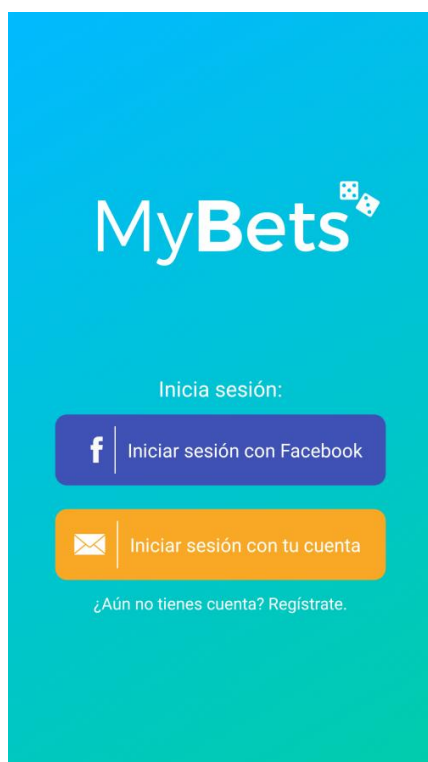 MyBets
Inicia sesión:
f Iniciar sesión con Facebook
Iniciar sesión con tu cuenta
¿Aún no tienes cuenta? Regístrate.